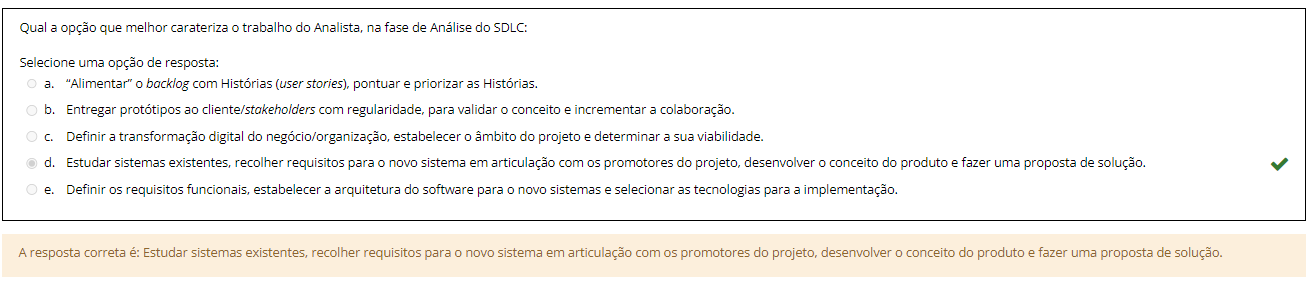 Qual a opção que melhor carateriza o trabalho do Analista, na fase de Análise do SDLC:
Selecione uma opção de resposta:
a. “Alimentar” o backlog com Histórias (user stories), pontuar e priorizar as Histórias.
b. Entregar protótipos ao cliente/stakeholders com regularidade, para validar o conceito e incrementar a colaboração.
c. Definir a transformação digital do negócio/organização, estabelecer o âmbito do projeto e determinar a sua viabilidade.
d. Estudar sistemas existentes, recolher requisitos para o novo sistema em articulação com os promotores do projeto, desenvolver o conceito do produto e fazer uma proposta de solução.
e. Definir os requisitos funcionais, estabelecer a arquitetura do software para o novo sistemas e selecionar as tecnologias para a implementação.
A resposta correta é: Estudar sistemas existentes, recolher requisitos para o novo sistema em articulação com os promotores do projeto, desenvolver o conceito do produto e fazer uma proposta de solução.